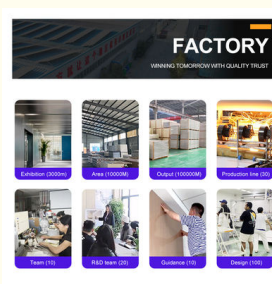 FACTORY
WINNING TOMORROW WITH QUALITY TRUST
Exhibition (3000m)
Area (10000M)
Output (100000M)
Production line (30)
Team (10)
R&D team (20)
Guidance (10)
Design (100)